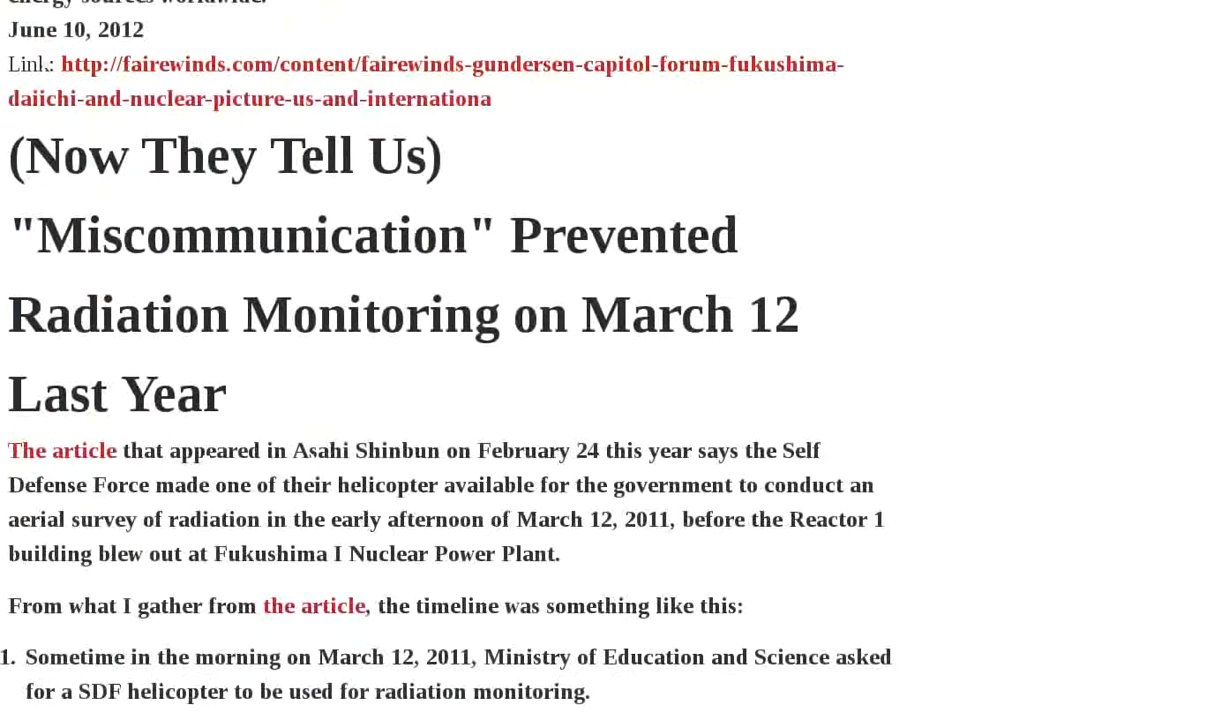 energy sources worldwide.
June 10, 2012
Link: http://fairewinds.com/content/fairewinds-gundersen-capitol-forum-fukushima-
daiichi-and-nuclear-picture-us-and-internationa
(Now They Tell Us)
"Miscommunication" Prevented
Radiation Monitoring on March 12
Last Year
The article that appeared in Asahi Shinbun on February 24 this year says the Self
Defense Force made one of their helicopter available for the government to conduct an
aerial survey of radiation in the early afternoon of March 12, 2011, before the Reactor 1
building blew out at Fukushima I Nuclear Power Plant.
From what I gather from the article, the timeline was something like this:
1. Sometime in the morning on March 12, 2011, Ministry of Education and Science asked
for a SDF helicopter to be used for radiation monitoring.